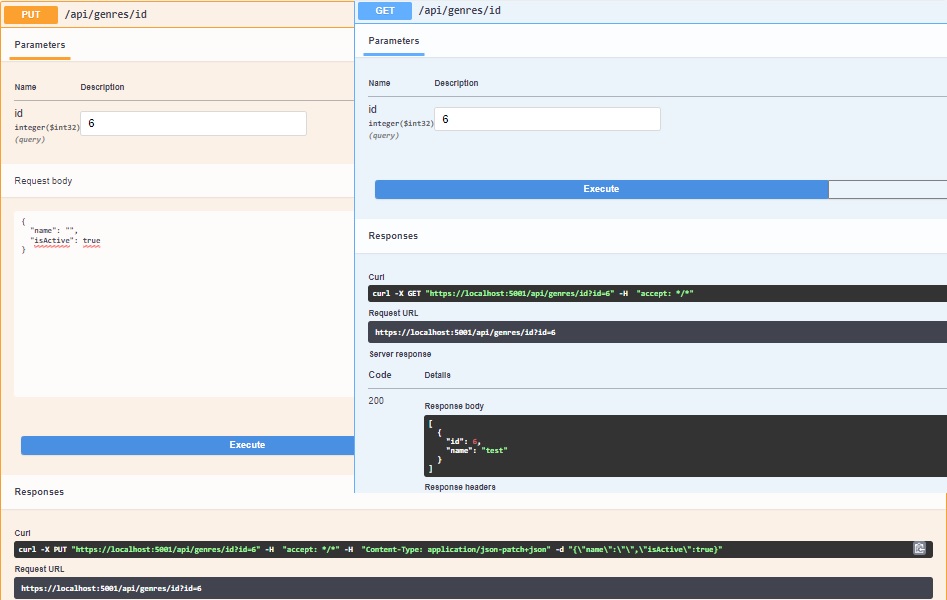 PUT /api/genres/id
Parameters
Name Description
id
integer($int32)
(query)
6
Request body
{
"name": "",
"isActive": true
}
Execute
GET /api/genres/id
Parameters
Name Description
id
integer($int32)
(query)
6
Execute
Responses
Curl
curl -X GET "https://localhost:5001/api/genres/id?id=6" -H "accept: */*"
Request URL
https://localhost:5001/api/genres/id?id=6
Server response
Code Details
200
Response body
[
{
"id": 6,
"name": "test"
}
]
Response headers
Responses
Curl
curl -X PUT "https://localhost:5001/api/genres/id?id=6" -H "accept: */*" -H "Content-Type: application/json-patch+json" -d "{\"name\":\"\",\"isActive\":true}"
Request URL
https://localhost:5001/api/genres/id?id=6